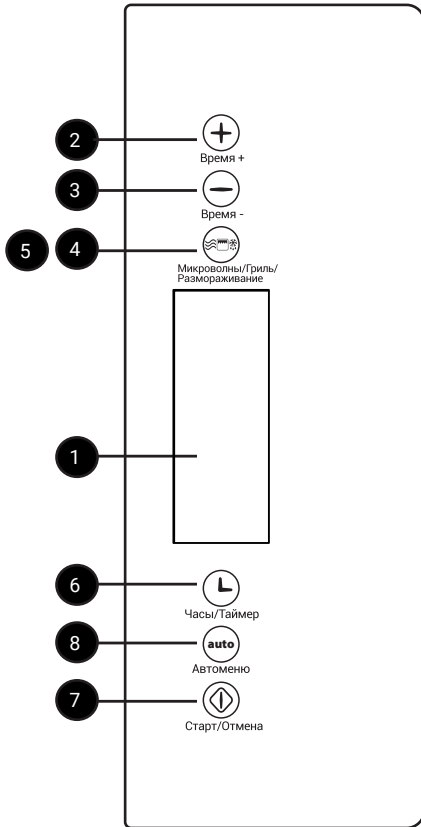 2
Время +
3
Время -
5 4
Микроволны/Гриль/
Размораживание
1
6
Часы/Таймер
8
auto
Автоменю
7
Старт/Отмена